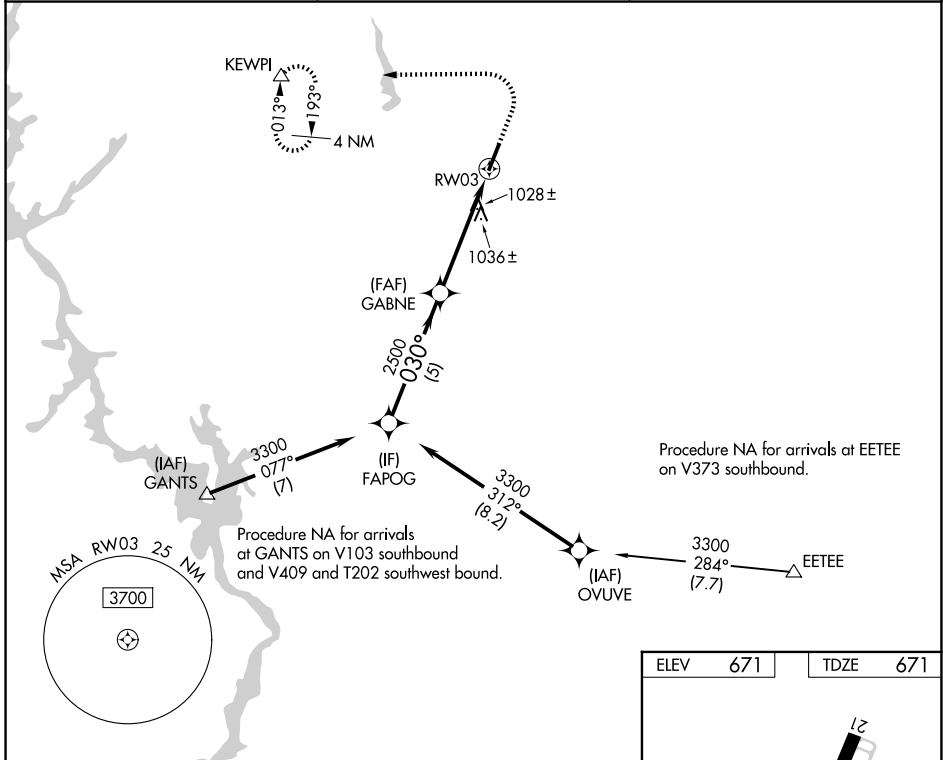 KEWPI
013°
193°
4 NM
RW03
1028±
1036±
(FAF)
GABNE
2500
030°
(5)
(IAF)
GANTS
3300
077°
(7)
(IF)
FAPOG
3300
312°
(8.2)
Procedure NA for arrivals at EETEE
on V373 southbound.
Procedure NA for arrivals
at GANTS on V103 southbound
and V409 and T202 southwest bound.
(IAF)
OVUVE
3300
284°
(7.7)
EETEE
MSA RW03 25 NM
3700
ELEV 671
TDZE 671
21